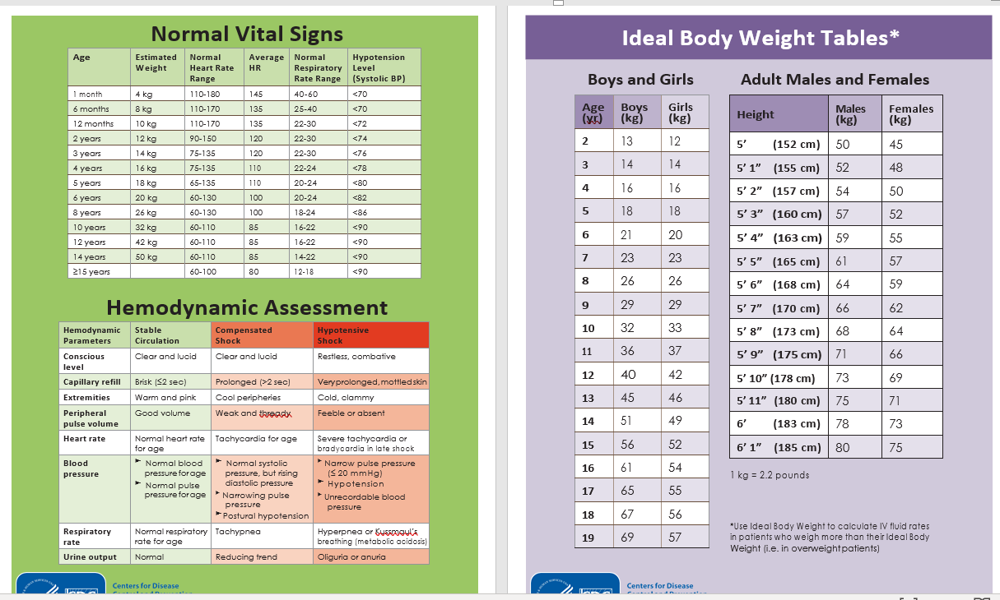 Normal Vital Signs
Age Estimated Weight Normal Heart Rate Range Average HR Normal Respiratory Rate Range Hypotension Level (Systolic BP)
1 month 4 kg 110-180 145 40-60 <70
6 months 8 kg 110-170 135 25-40 <70
12 months 10 kg 110-170 135 22-30 <72
2 years 12 kg 90-150 120 22-30 <74
3 years 14 kg 75-135 120 22-30 <76
4 years 16 kg 75-135 110 22-24 <78
5 years 18 kg 65-135 110 20-24 <80
6 years 20 kg 60-130 100 20-24 <82
8 years 26 kg 60-130 100 18-24 <86
10 years 32 kg 60-110 85 16-22 <90
12 years 42 kg 60-110 85 16-22 <90
14 years 50 kg 60-110 85 14-22 <90
≥15 years 60-100 80 12-18 <90
Hemodynamic Assessment
Hemodynamic Parameters Stable Circulation Compensated Shock Hypotensive Shock
Conscious level Clear and lucid Clear and lucid Restless, combative
Capillary refill Brisk (≤2 sec) Prolonged (>2 sec) Very prolonged, mottled skin
Extremities Warm and pink Cool peripheries Cold, clammy
Peripheral pulse volume Good volume Weak and thready Feeble or absent
Heart rate Normal heart rate for age Tachycardia for age Severe tachycardia or bradycardia in late shock
Blood pressure
► Normal blood pressure for age
► Normal pulse pressure for age
► Normal systolic pressure, but rising diastolic pressure
► Narrowing pulse pressure
► Postural hypotension
► Narrow pulse pressure (≤ 20 mmHg)
► Hypotension
► Unrecordable blood pressure
Respiratory rate Normal respiratory rate for age Tachypnea Hyperpnea or Kussmaul's breathing (metabolic acidosis)
Urine output Normal Reducing trend Oliguria or anuria
CDC
Centers for Disease
Control and Prevention
Ideal Body Weight Tables*
Boys and Girls
Age (yr) Boys (kg) Girls (kg)
2 13 12
3 14 14
4 16 16
5 18 18
6 21 20
7 23 23
8 26 26
9 29 29
10 32 33
11 36 37
12 40 42
13 45 46
14 51 49
15 56 52
16 61 54
17 65 55
18 67 56
19 69 57
Adult Males and Females
Height Males (kg) Females (kg)
5’ (152 cm) 50 45
5’ 1” (155 cm) 52 48
5’ 2” (157 cm) 54 50
5’ 3” (160 cm) 57 52
5’ 4” (163 cm) 59 55
5’ 5” (165 cm) 61 57
5’ 6” (168 cm) 64 59
5’ 7” (170 cm) 66 62
5’ 8” (173 cm) 68 64
5’ 9” (175 cm) 71 66
5’ 10” (178 cm) 73 69
5’ 11” (180 cm) 75 71
6’ (183 cm) 78 73
6’ 1” (185 cm) 80 75
1 kg = 2.2 pounds
*Use Ideal Body Weight to calculate IV fluid rates
in patients who weigh more than their Ideal Body
Weight (i.e. in overweight patients)
CDC
Centers for Disease
Control and Prevention